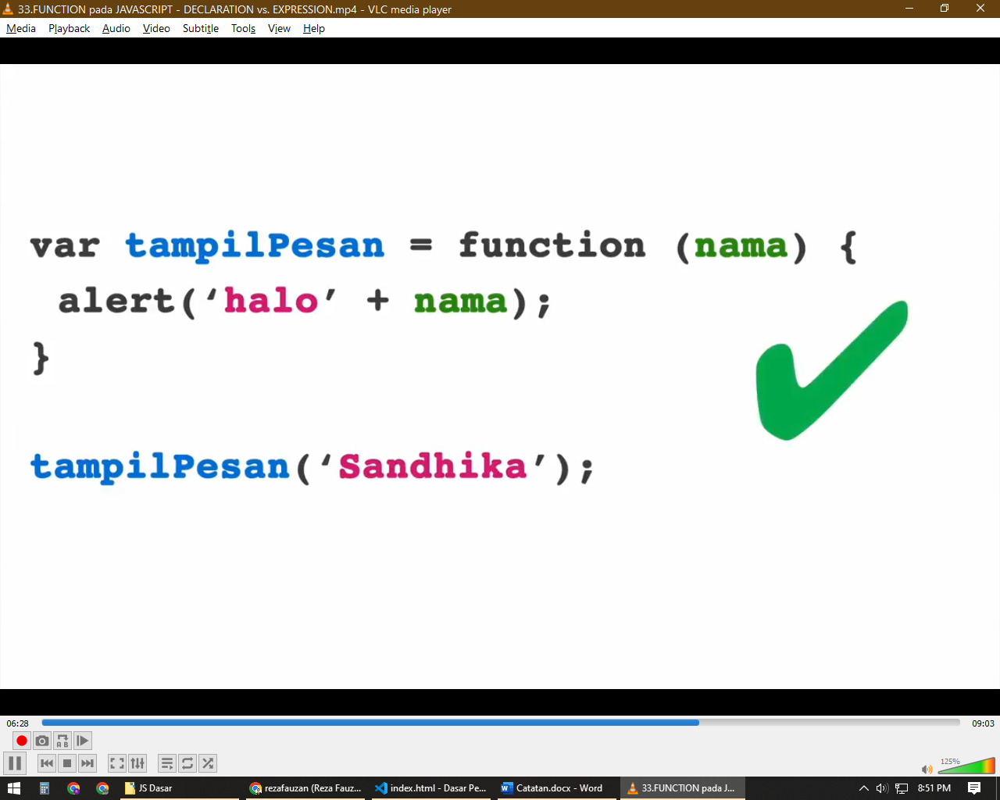 33.FUNCTION pada JAVASCRIPT - DECLARATION vs. EXPRESSION.mp4 - VLC media player
Media Playback Audio Video Subtitle Tools View Help
var tampilPesan = function (nama) {
alert(‘halo’ + nama);
}
tampilPesan(‘Sandhika’);
06:28 09:03
A B
125%
JS Dasar rezafauzan (Reza Fauz... index.html - Dasar Pe... Catatan.docx - Word 33.FUNCTION pada J... 8:51 PM